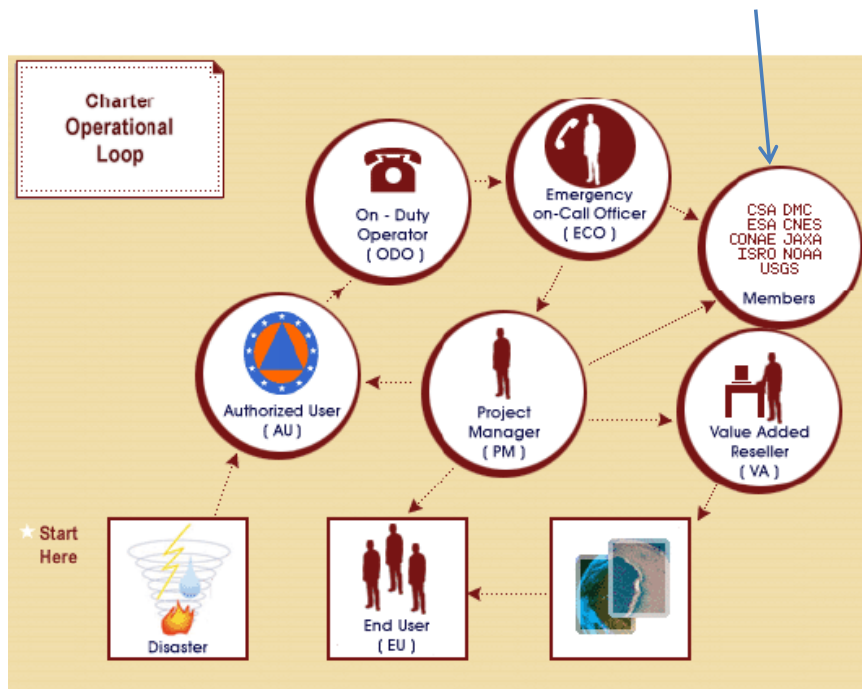 Charter
Operational
Loop
On - Duty
Operator
( ODO )
Emergency
on-Call Officer
( ECO )
CSA DMC
ESA CNES
CONAE JAXA
ISRO NOAA
USGS
Members
Authorized User
( AU )
Project
Manager
( PM )
Value Added
Reseller
( VA )
Start
Here
Disaster
End User
( EU )